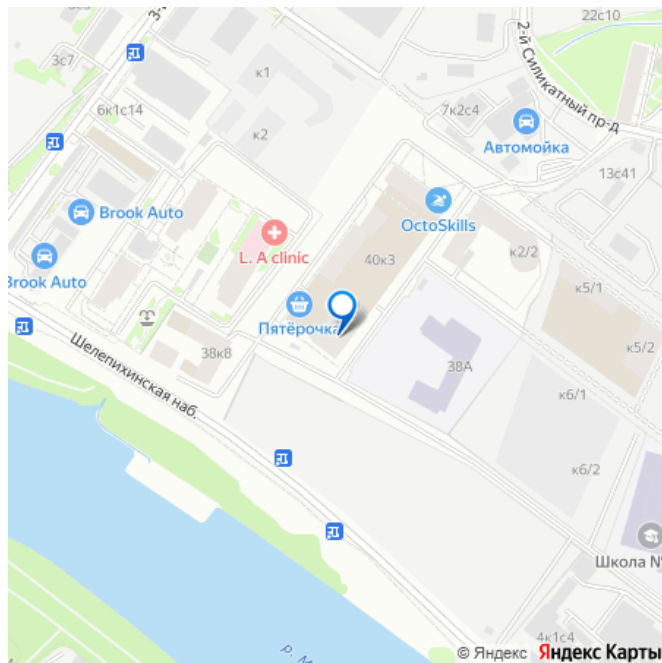 22с10
3с7
к1
2-й Силикатный пр-д
6к1с14
7к2с4
к2
Автомойка
13с41
Brook Auto
OctoSkills
L. A clinic
40к3
к2/2
Brook Auto
к5/1
Пятёрочка
Шелепихинская наб.
38к8
38А
к5/2
к6/1
к6/2
Школа №
4к1с4
р. М
© Яндекс Яндекс Карты